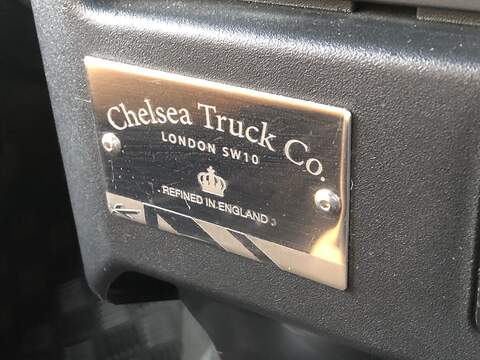 Chelsea Truck Co.
LONDON SW10
REFINED IN ENGLAND